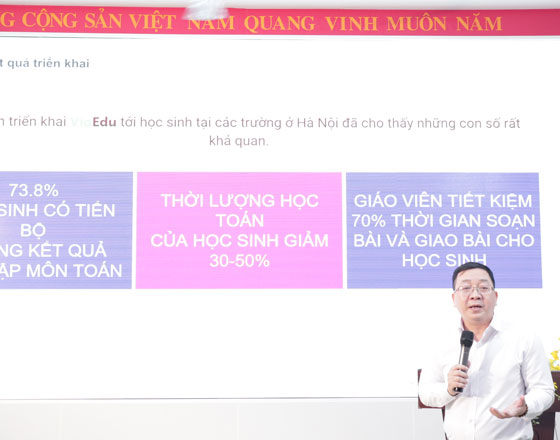 G CỘNG SẢN VIỆT NAM QUANG VINH MUÔN NĂM
t quả triển khai
n triển khai VioEdu tới học sinh tại các trường ở Hà Nội đã cho thấy những con số rất
khả quan.
73.8%
SINH CÓ TIẾN
BỘ
NG KẾT QUẢ
ẬP MÔN TOÁN
THỜI LƯỢNG HỌC
TOÁN
CỦA HỌC SINH GIẢM
30-50%
GIÁO VIÊN TIẾT KIỆM
70% THỜI GIAN SOẠN
BÀI VÀ GIAO BÀI CHO
HỌC SINH